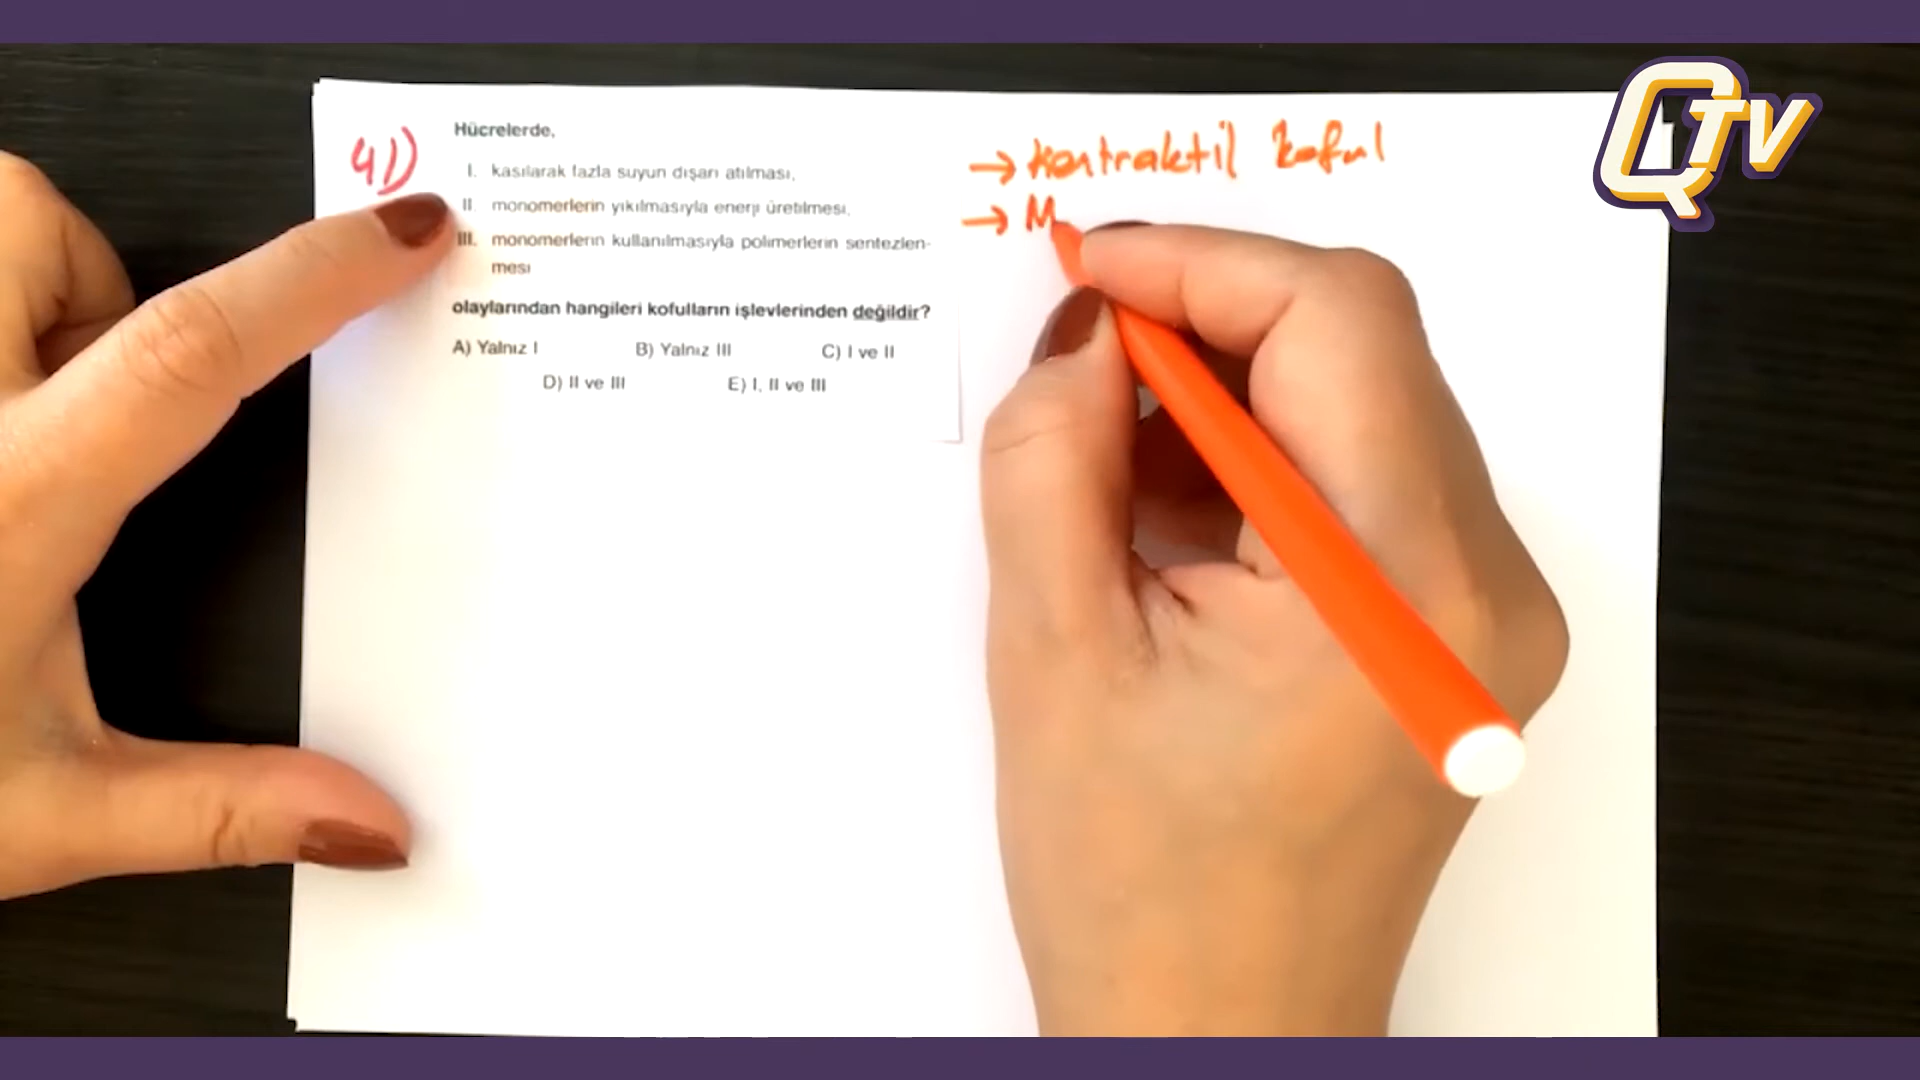 QTV
41)
Hücrelerde,
I. kasılarak fazla suyun dışarı atılması,
II. monomerlerin yıkılmasıyla enerji üretilmesi,
III. monomerlerin kullanılmasıyla polimerlerin sentezlen-
mesi
olaylarından hangileri kofulların işlevlerinden değildir?
A) Yalnız I B) Yalnız III C) I ve II
D) II ve III E) I, II ve III
→ Kontraktil koful
→ M